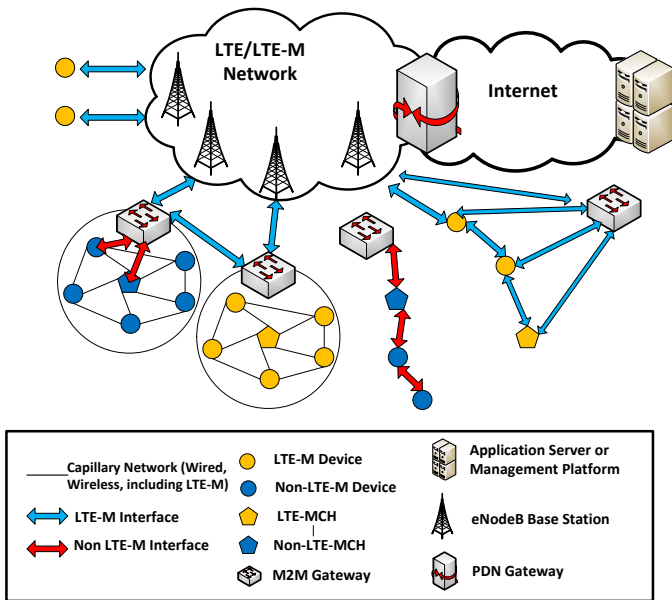 LTE/LTE-M
Network
Internet
Capillary Network (Wired,
Wireless, including LTE-M)
LTE-M Interface
Non LTE-M Interface
LTE-M Device
Non-LTE-M Device
LTE-MCH
Non-LTE-MCH
M2M Gateway
Application Server or
Management Platform
eNodeB Base Station
PDN Gateway